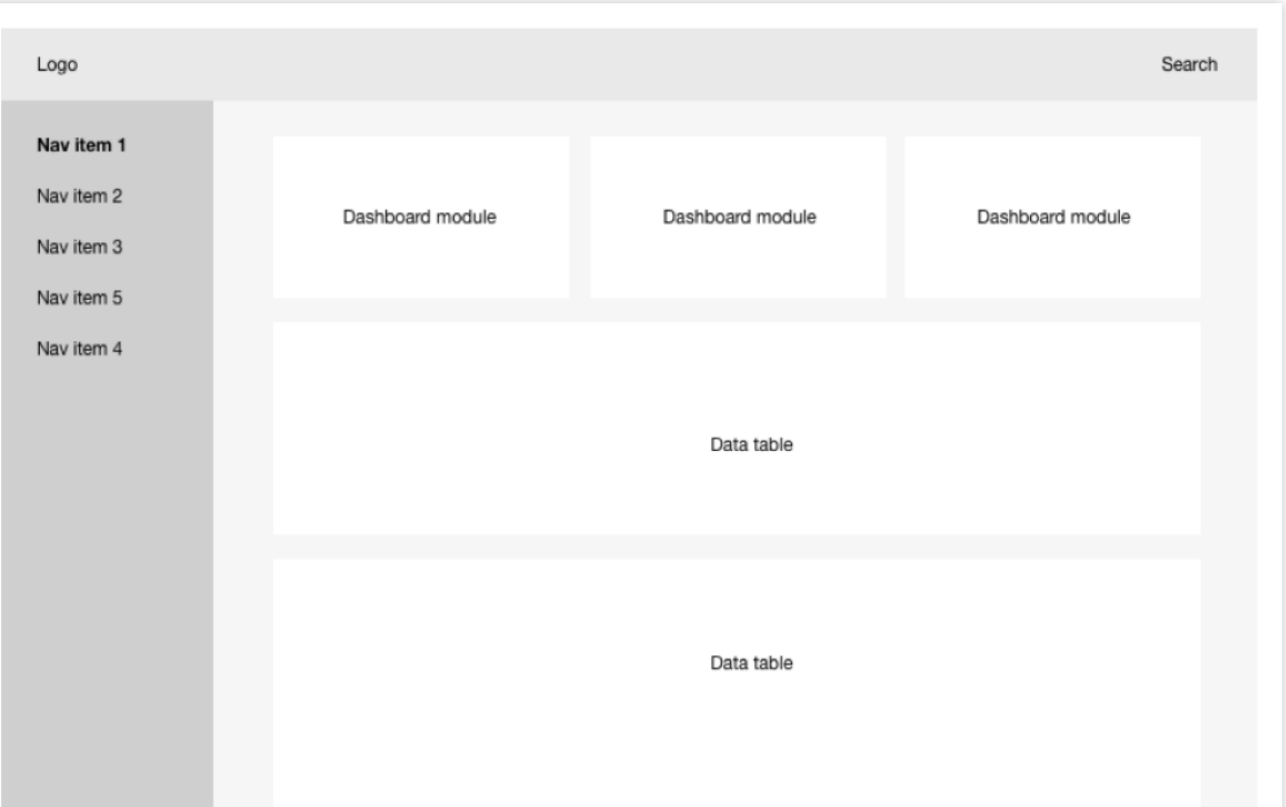 Logo
Search
Nav item 1
Nav item 2
Nav item 3
Nav item 5
Nav item 4
Dashboard module
Dashboard module
Dashboard module
Data table
Data table